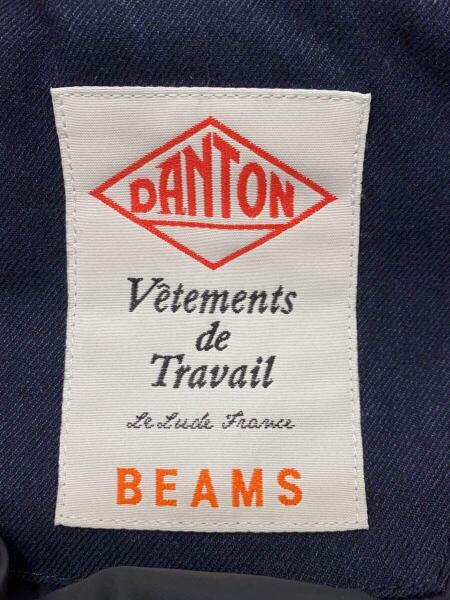 DANTON
Vêtements
de
Travail
Le Lude France
BEAMS